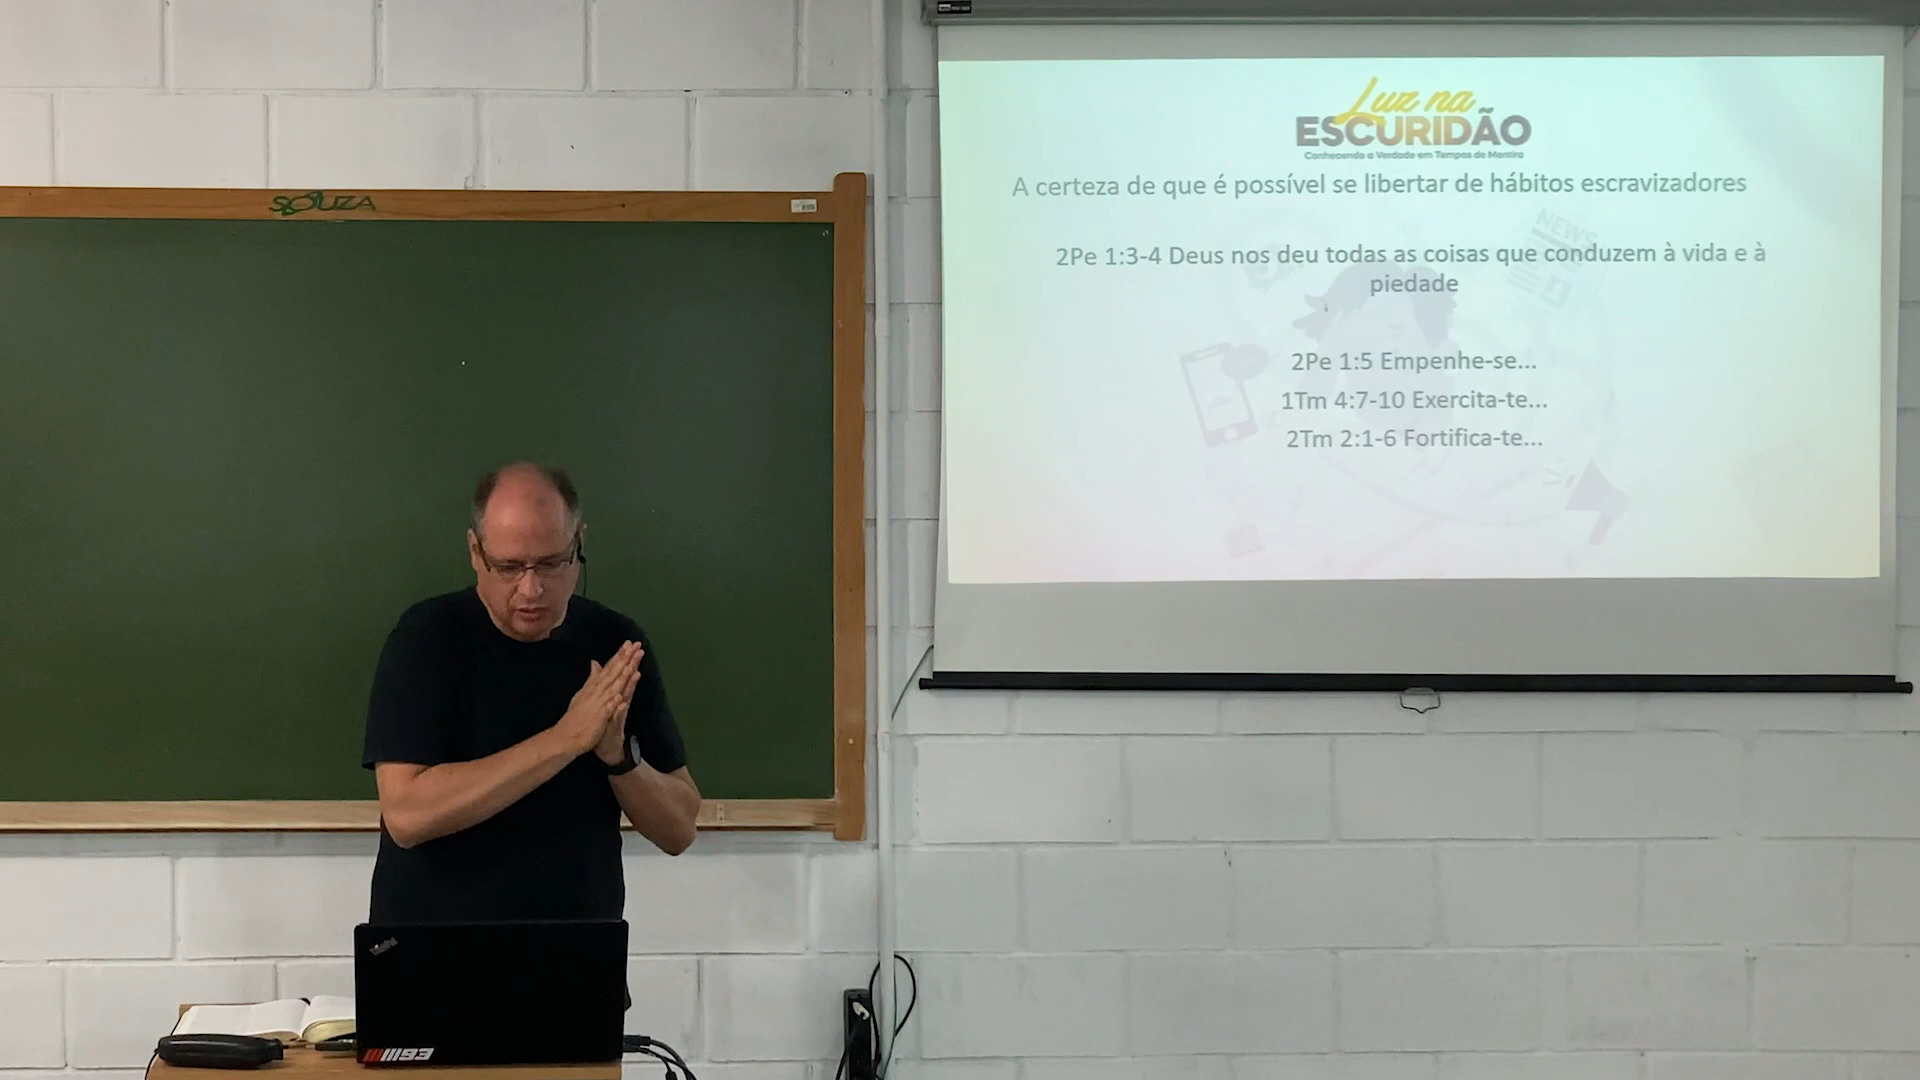 SOUZA
Luz na
ESCURIDÃO
Conhecendo a Verdade em Tempos de Mentira
A certeza de que é possível se libertar de hábitos escravizadores
NEWS
2Pe 1:3-4 Deus nos deu todas as coisas que conduzem à vida e à
piedade
2Pe 1:5 Empenhe-se...
1Tm 4:7-10 Exercita-te...
2Tm 2:1-6 Fortifica-te...
93